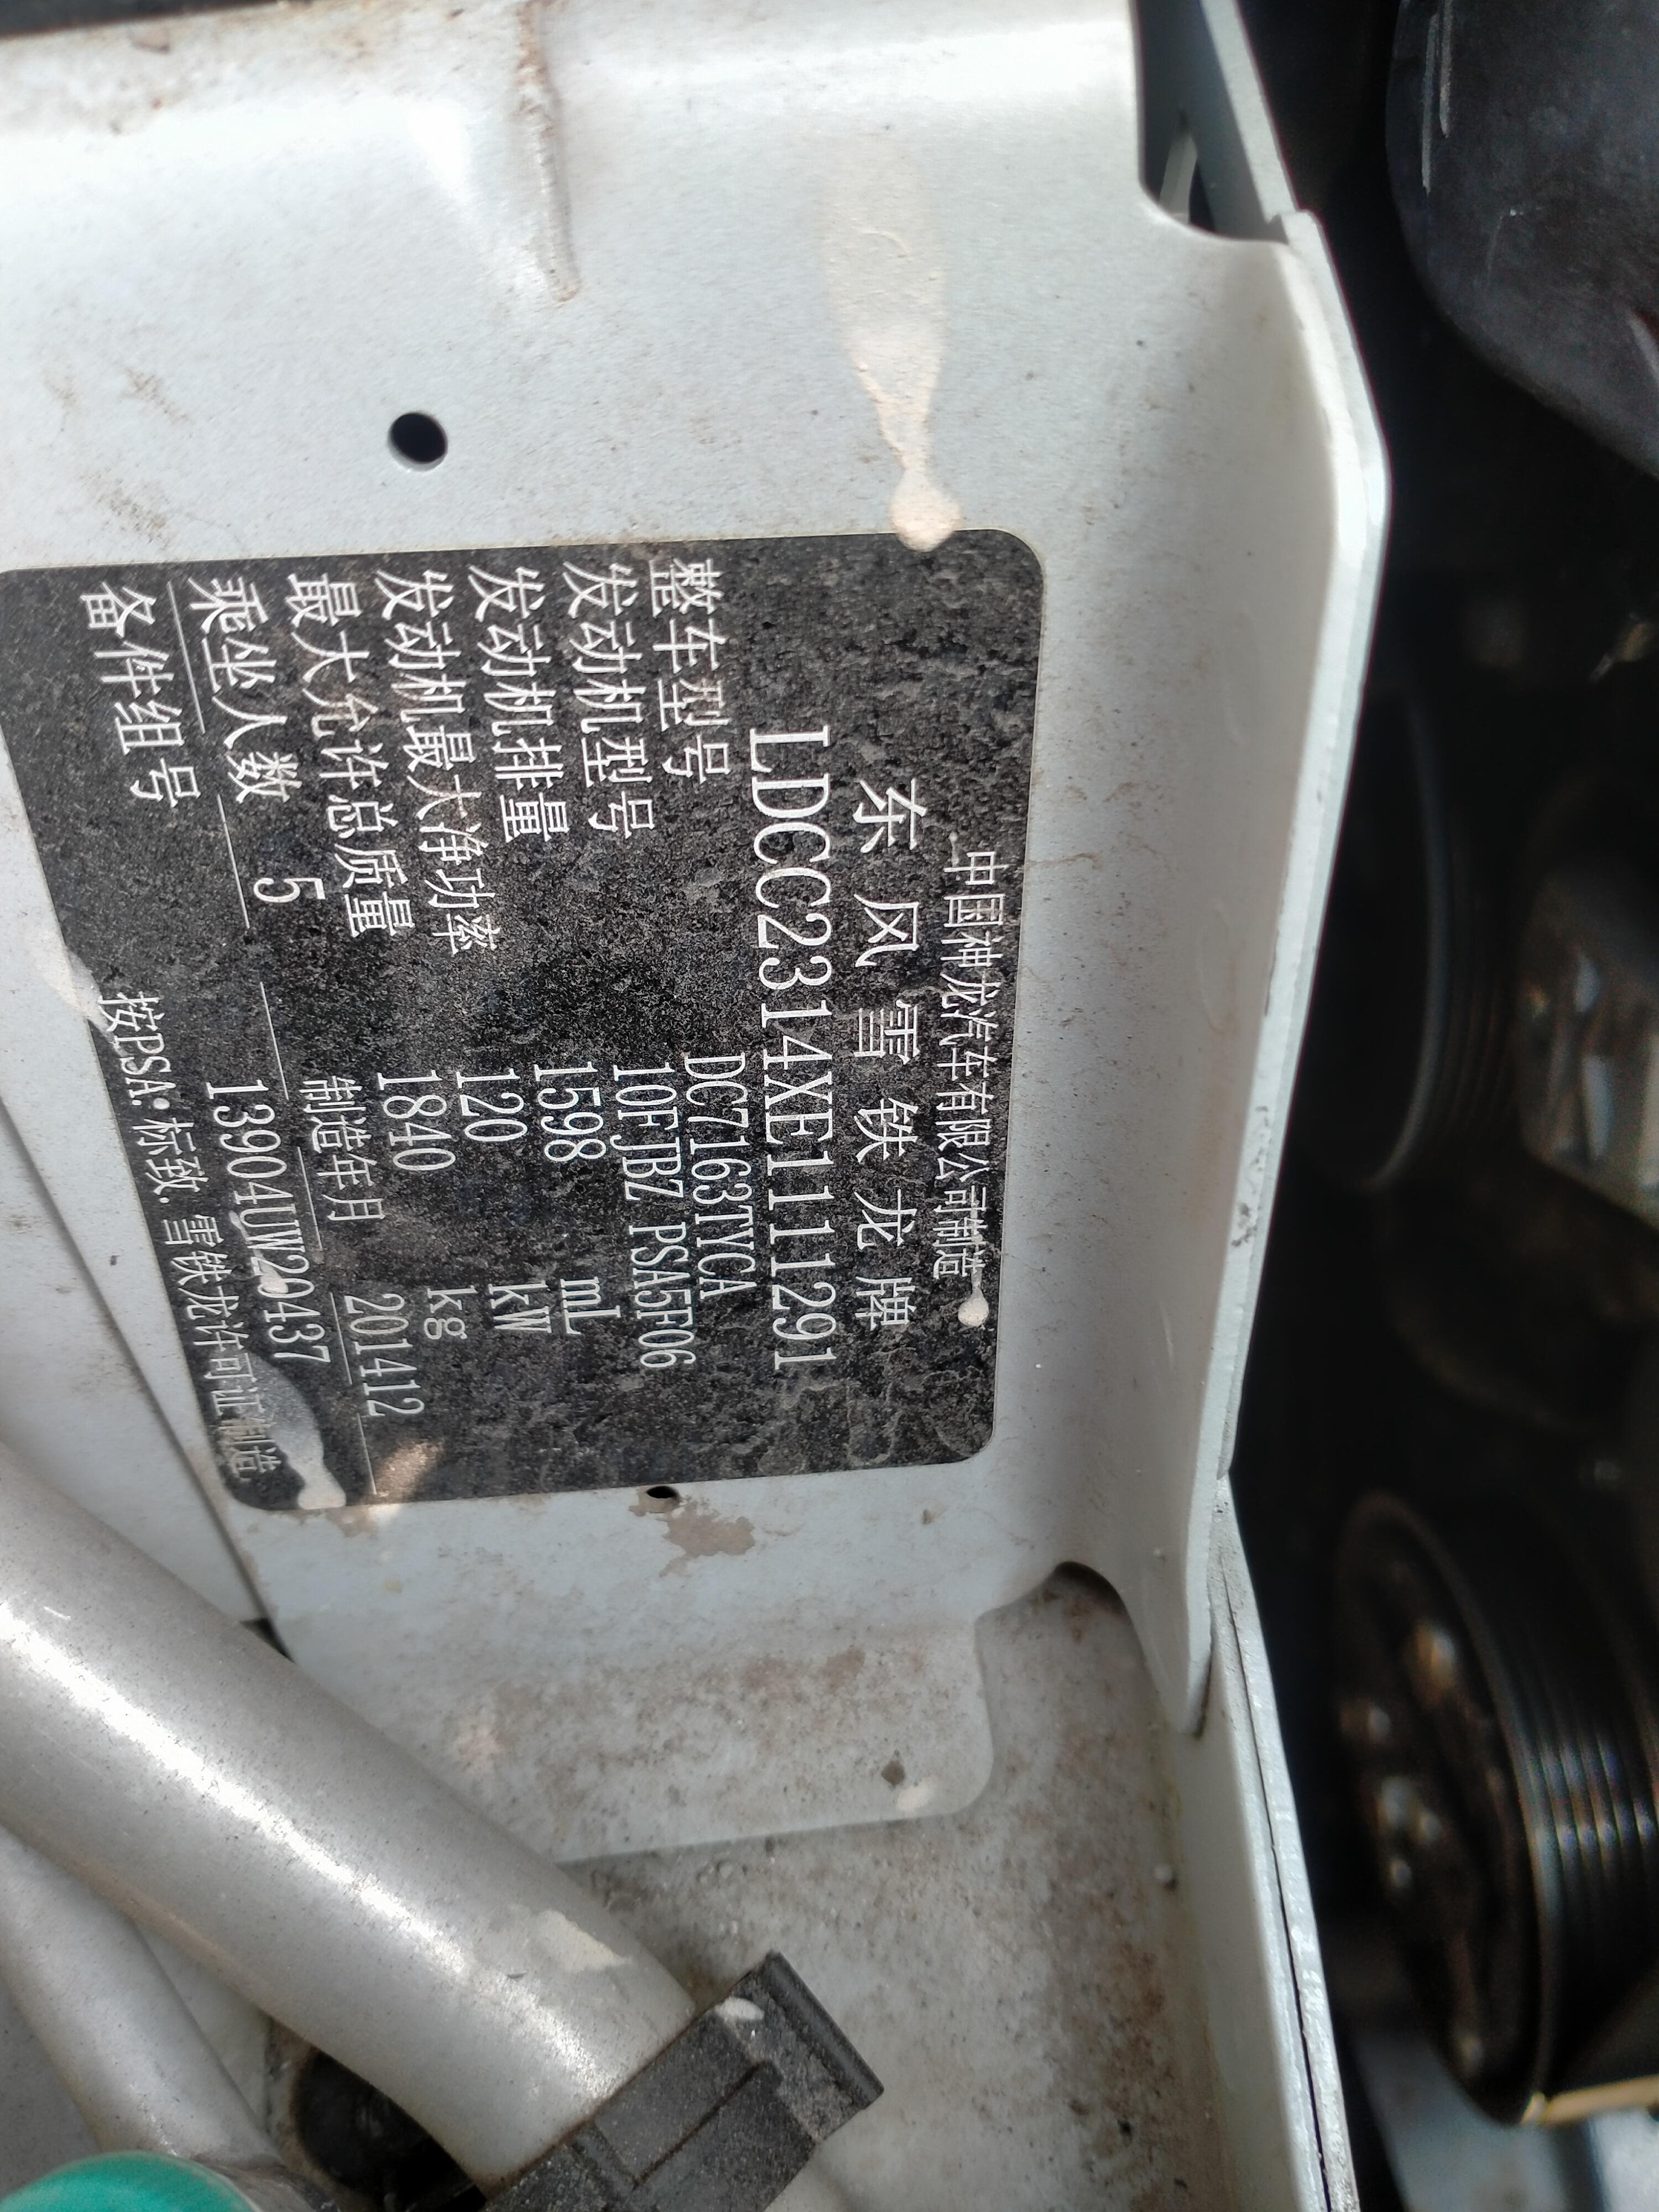 中国神龙汽车有限公司制造
东风雪铁龙牌
LDCC2314XE1111291
整车型号 DC7163TYCA
发动机型号 10FJBZ PSA5F06
发动机排量 1598 mL
发动机最大净功率 120 kW
最大允许总质量 1840 kg
乘坐人数 5 制造年月 201412
备件组号 13904UW290437
按PSA.标致.雪铁龙许可证制造